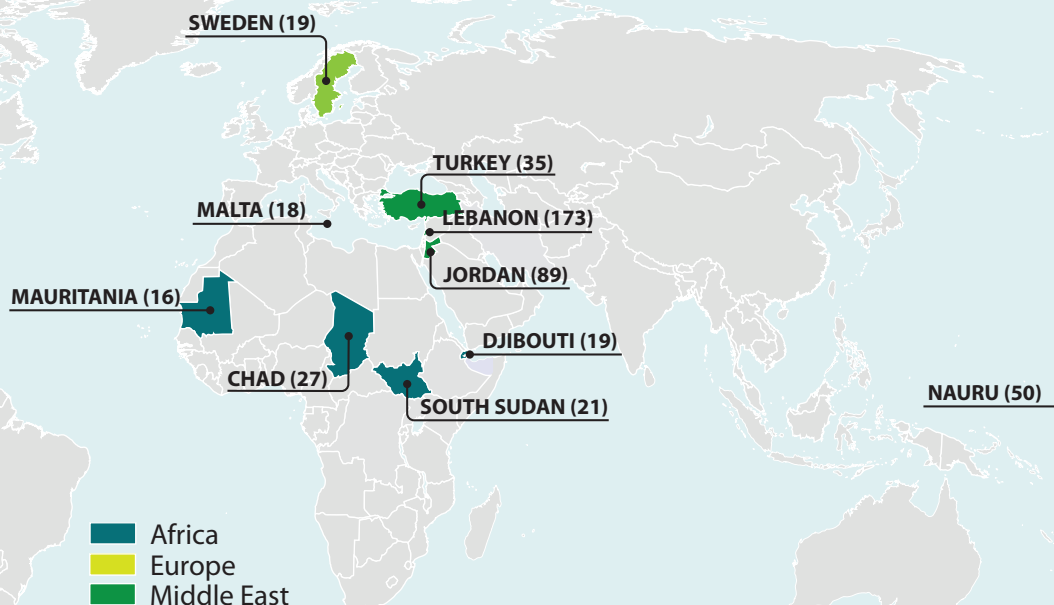 SWEDEN (19)
TURKEY (35)
MALTA (18)
LEBANON (173)
JORDAN (89)
MAURITANIA (16)
DJIBOUTI (19)
CHAD (27)
NAURU (50)
SOUTH SUDAN (21)
Africa
Europe
Middle East